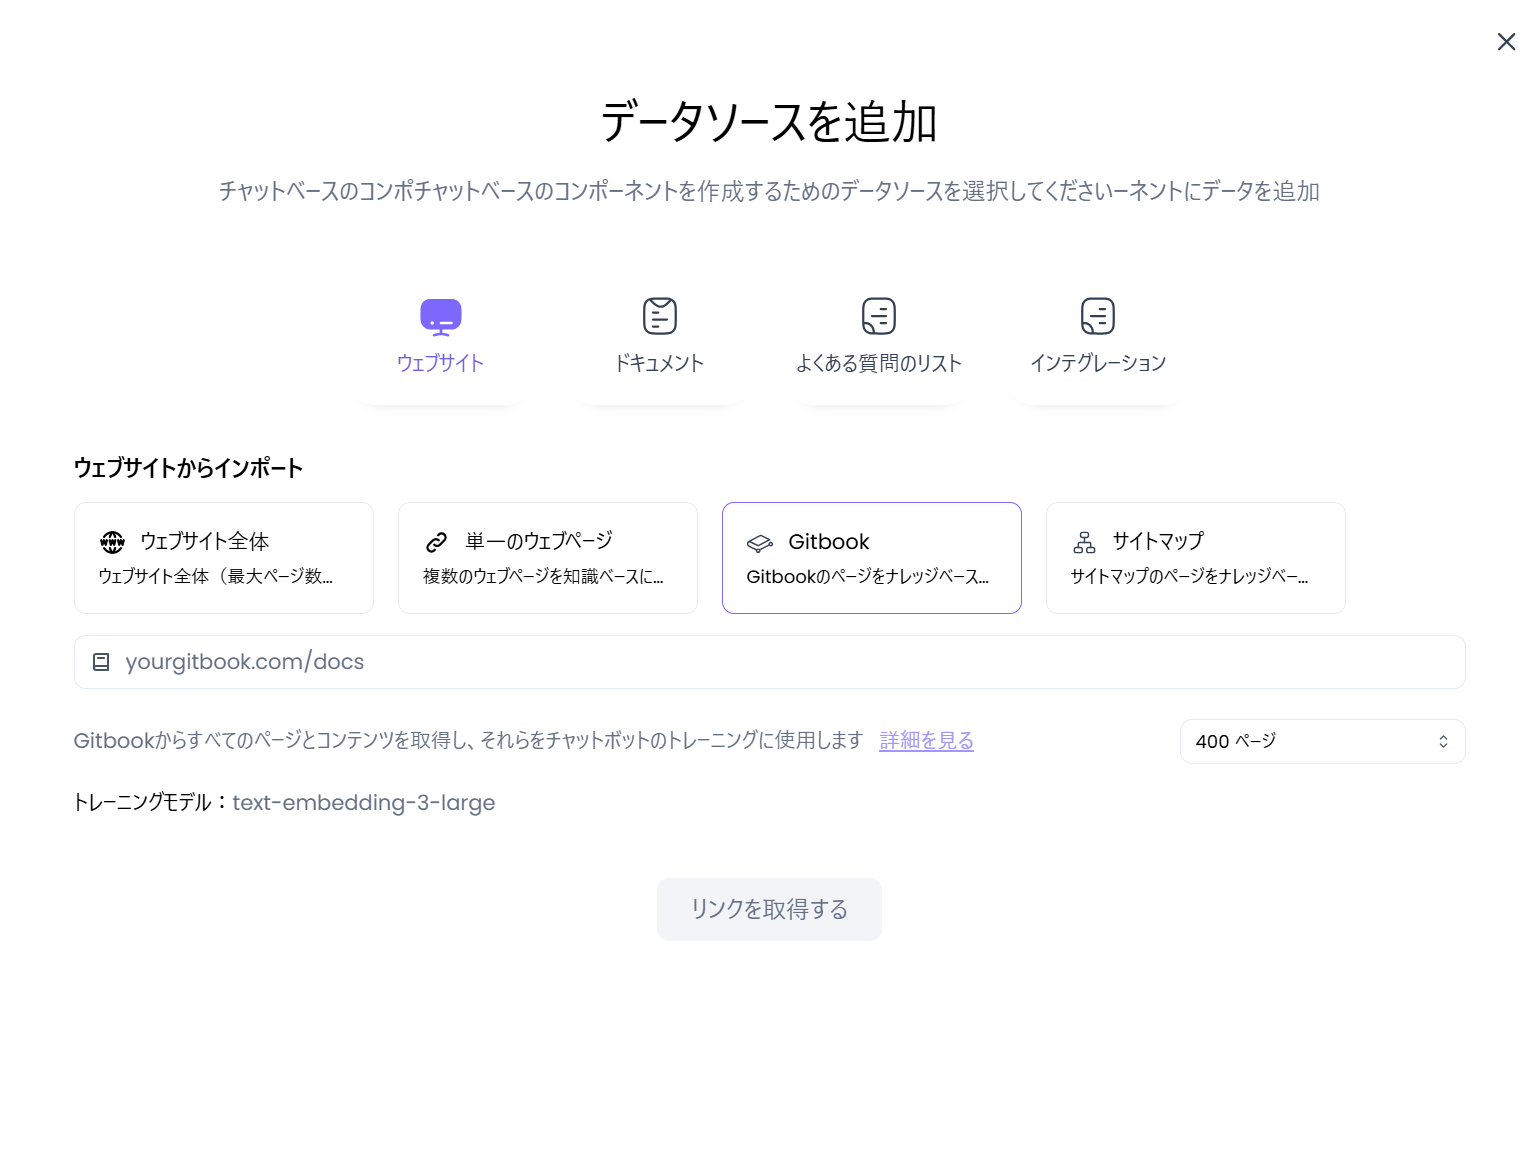 データソースを追加
チャットベースのコンポチャットベースのコンポーネントを作成するためのデータソースを選択してくださいーネントにデータを追加
ウェブサイト
ドキュメント
よくある質問のリスト
インテグレーション
ウェブサイトからインポート
WWW
ウェブサイト全体
ウェブサイト全体（最大ページ数...
単一のウェブページ
複数のウェブページを知識ベースに...
Gitbook
Gitbookのページをナレッジベース...
サイトマップ
サイトマップのページをナレッジベー...
yourgitbook.com/docs
Gitbookからすべてのページとコンテンツを取得し、それらをチャットボットのトレーニングに使用します 詳細を見る
400 ページ
トレーニングモデル：text-embedding-3-large
リンクを取得する